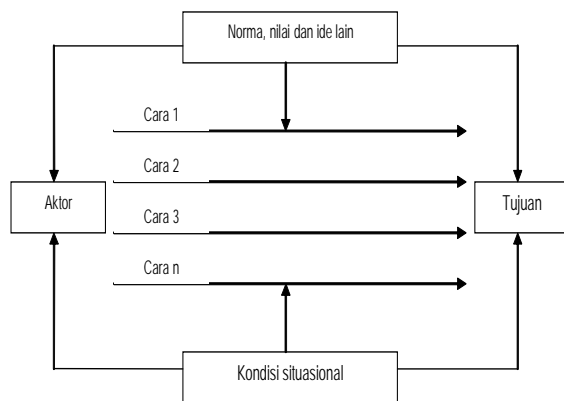 Norma, nilai dan ide lain
Cara 1
Cara 2
Aktor
Tujuan
Cara 3
Cara n
Kondisi situasional